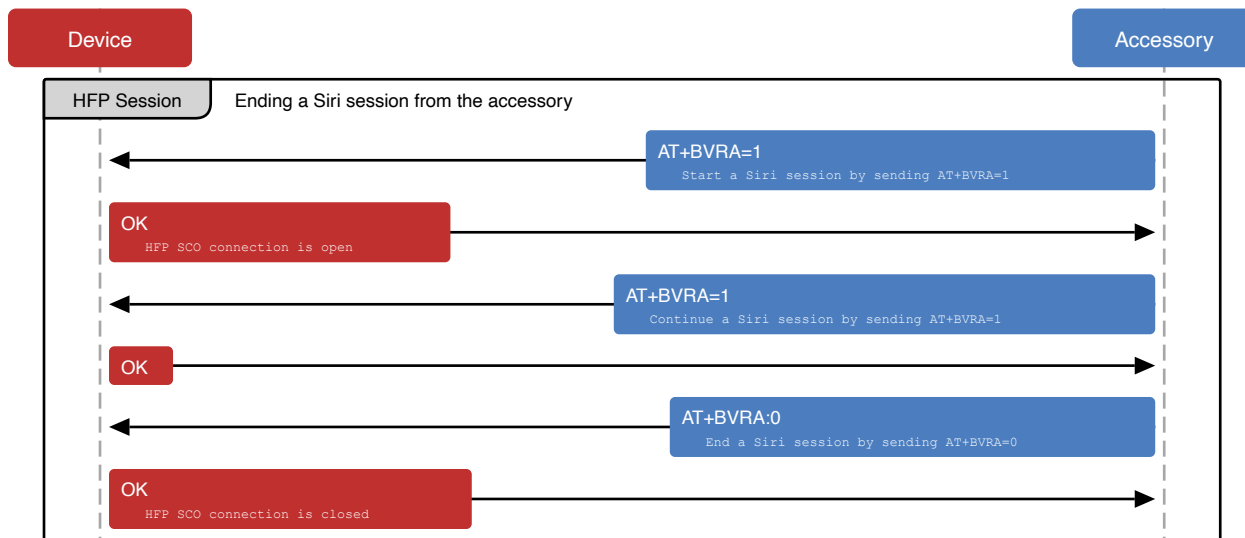 Device
Accessory
HFP Session
Ending a Siri session from the accessory
AT+BVRA=1
Start a Siri session by sending AT+BVRA=1
OK
HFP SCO connection is open
AT+BVRA=1
Continue a Siri session by sending AT+BVRA=1
OK
AT+BVRA:0
End a Siri session by sending AT+BVRA=0
OK
HFP SCO connection is closed